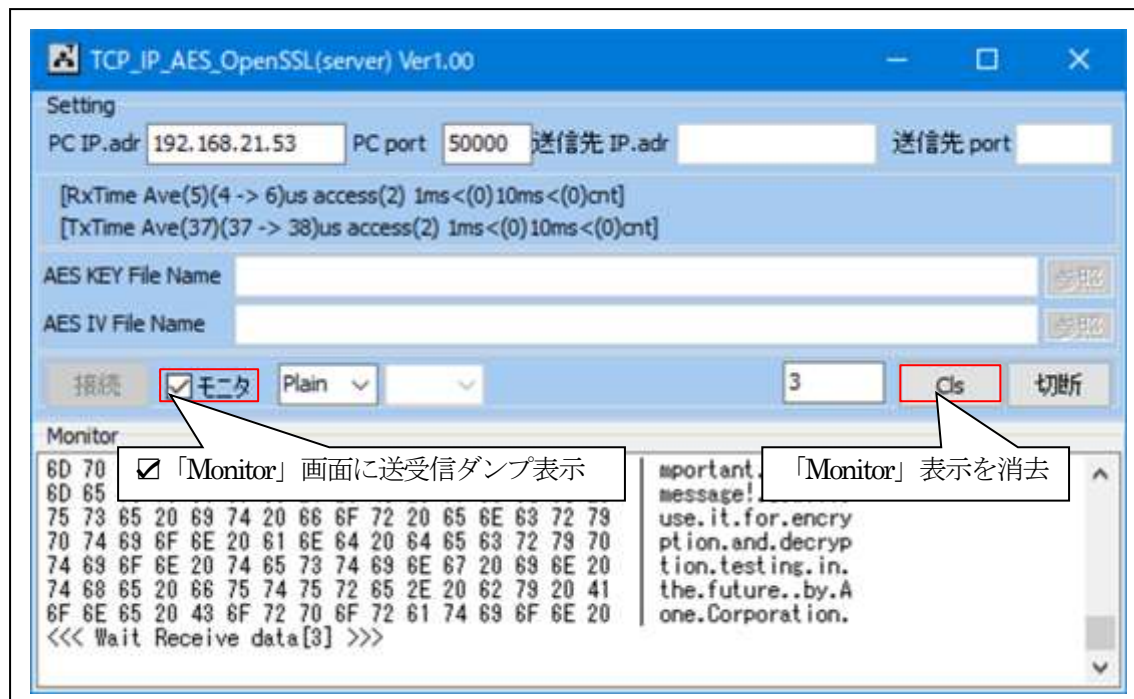 TCP_IP_AES_OpenSSL(server) Ver1.00
Setting
PC IP.adr 192.168.21.53 PC port 50000 送信先 IP.adr 送信先 port
[RxTime Ave(5)(4 -> 6)us access(2) 1ms<(0)10ms<(0)cnt]
[TxTime Ave(37)(37 -> 38)us access(2) 1ms<(0)10ms<(0)cnt]
AES KEY File Name 参照
AES IV File Name 参照
接続 モニタ Plain 3 Cls 切断
Monitor
「Monitor」画面に送受信ダンプ表示
「Monitor」表示を消去
6D 70 | mportant.
6D 65 message!
75 73 65 20 69 74 20 66 6F 72 20 65 6E 63 72 79 | use.it.for.encry
70 74 69 6F 6E 20 61 6E 64 20 64 65 63 72 79 70 | ption.and.decryp
74 69 6F 6E 20 74 65 73 74 69 6E 67 20 69 6E 20 | tion.testing.in.
74 68 65 20 66 75 74 75 72 65 2E 20 62 79 20 41 | the.future..by.A
6F 6E 65 20 43 6F 72 70 6F 72 61 74 69 6F 6E 20 | one.Corporation.
<<< Wait Receive data[3] >>>